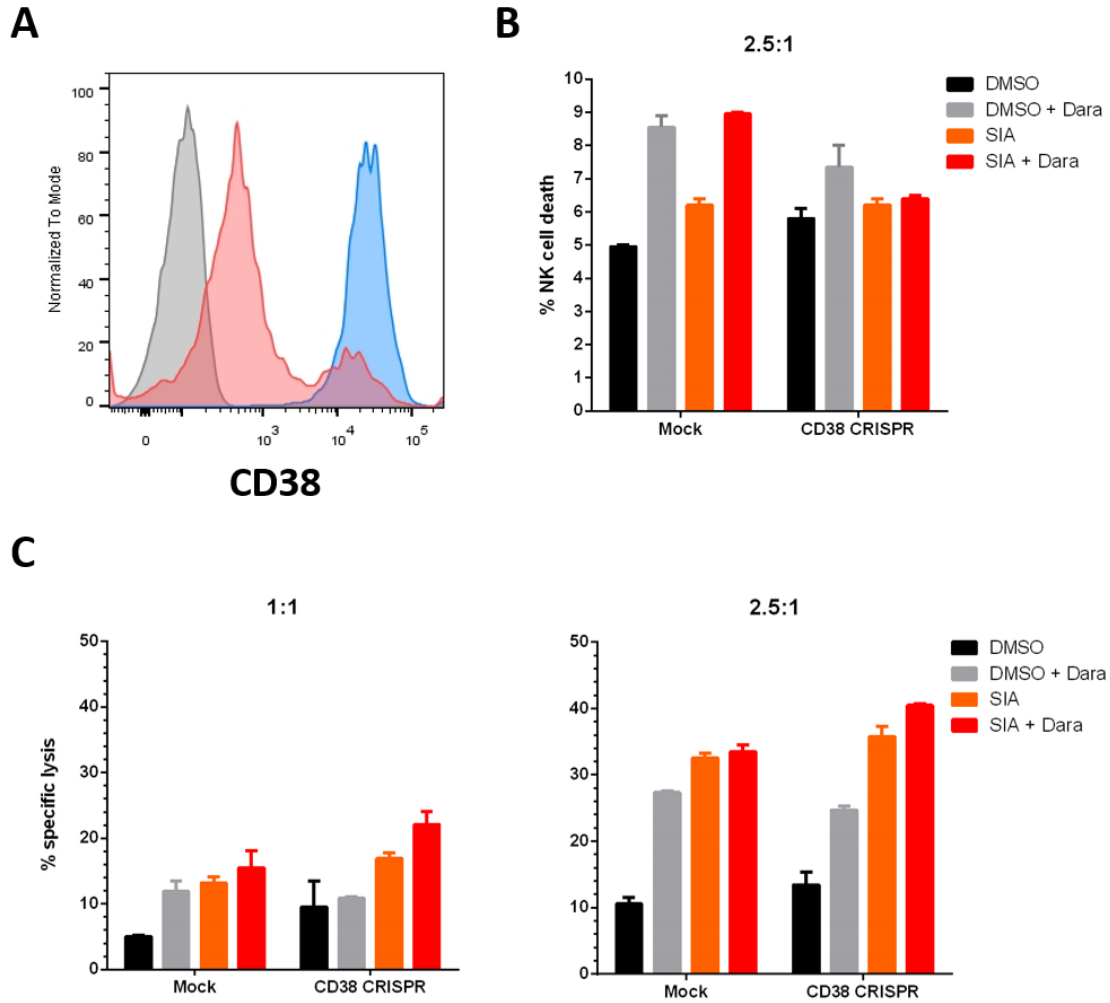 A
Normalized To Mode
100
80
60
40
20
0
0
10³
10⁴
10⁵
CD38
B
2.5:1
% NK cell death
10
9
8
7
6
5
4
3
2
1
0
Mock
CD38 CRISPR
DMSO
DMSO + Dara
SIA
SIA + Dara
C
1:1
% specific lysis
50
40
30
20
10
0
Mock
CD38 CRISPR
2.5:1
50
40
30
20
10
0
Mock
CD38 CRISPR
DMSO
DMSO + Dara
SIA
SIA + Dara